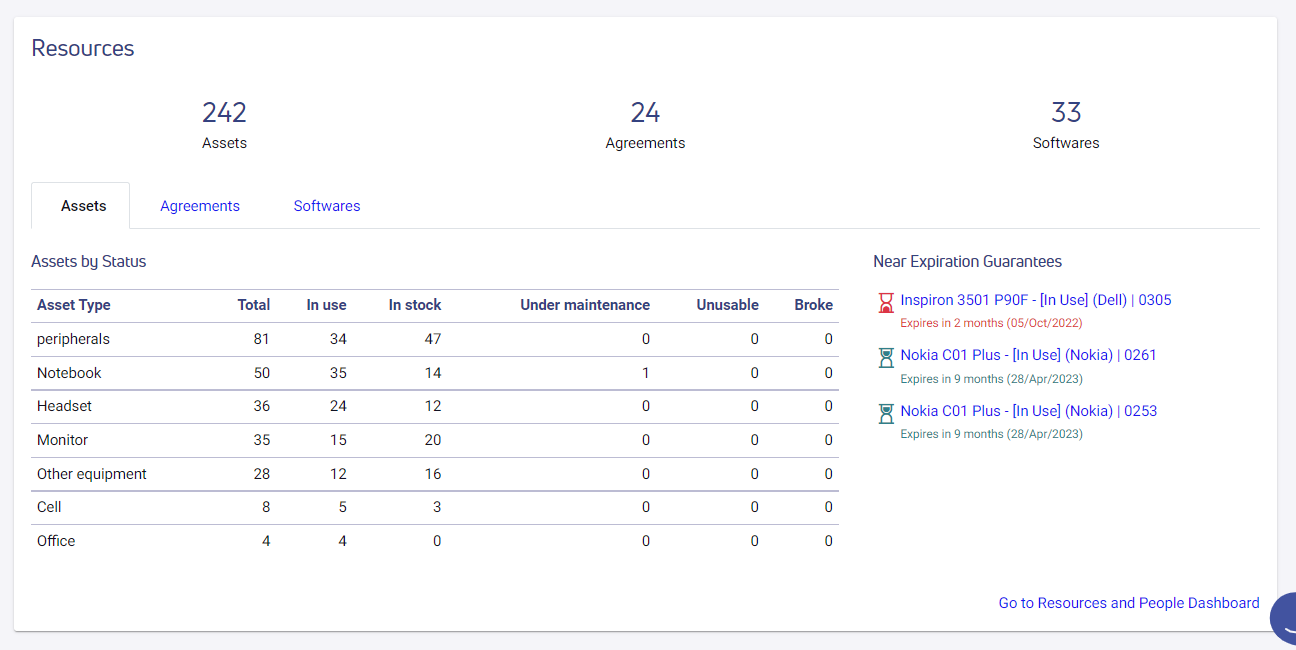 Resources
242 24 33
Assets Agreements Softwares
Assets Agreements Softwares
Assets by Status
Asset Type Total In use In stock Under maintenance Unusable Broke
peripherals 81 34 47 0 0 0
Notebook 50 35 14 1 0 0
Headset 36 24 12 0 0 0
Monitor 35 15 20 0 0 0
Other equipment 28 12 16 0 0 0
Cell 8 5 3 0 0 0
Office 4 4 0 0 0 0
Near Expiration Guarantees
Inspiron 3501 P90F - [In Use] (Dell) | 0305
Expires in 2 months (05/Oct/2022)
Nokia C01 Plus - [In Use] (Nokia) | 0261
Expires in 9 months (28/Apr/2023)
Nokia C01 Plus - [In Use] (Nokia) | 0253
Expires in 9 months (28/Apr/2023)
Go to Resources and People Dashboard